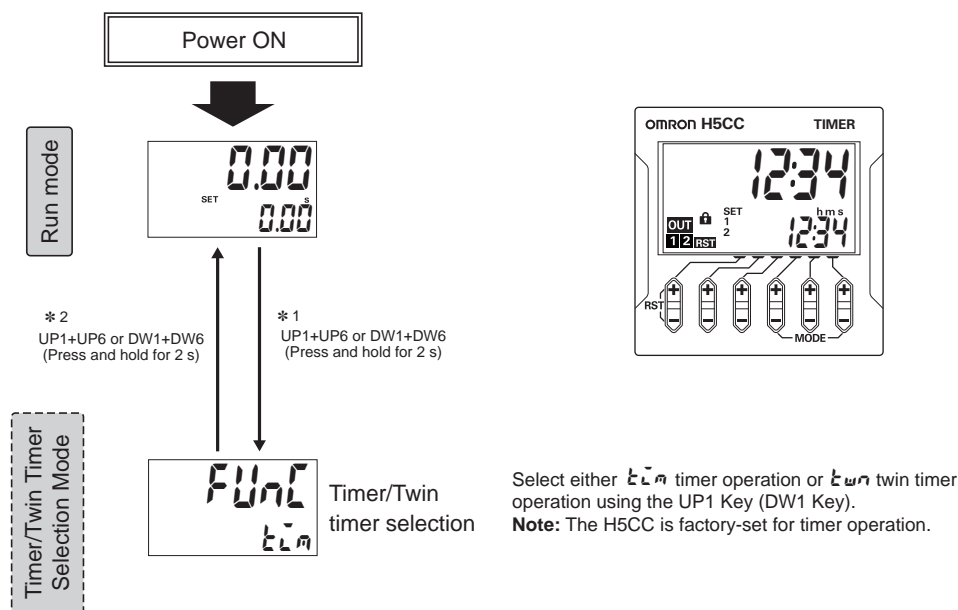 Power ON
Run mode
0.00
SET
s
0.00
✻ 2
UP1+UP6 or DW1+DW6
(Press and hold for 2 s)
✻ 1
UP1+UP6 or DW1+DW6
(Press and hold for 2 s)
Timer/Twin Timer
Selection Mode
FUnC
tim
Timer/Twin
timer selection
OMRON H5CC TIMER
12:34
OUT
1 2 RST
SET
1
2
h m s
12:34
RST
+ + + + + +
− − − − − −
MODE
Select either tim timer operation or twn twin timer
operation using the UP1 Key (DW1 Key).
Note: The H5CC is factory-set for timer operation.